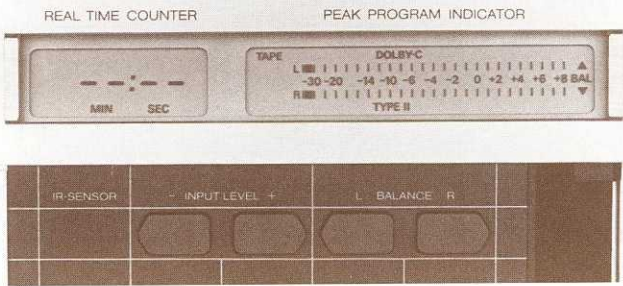 REAL TIME COUNTER PEAK PROGRAM INDICATOR
TAPE DOLBY-C
L
--:-- -30 -20 -14 -10 -6 -4 -2 0 +2 +4 +6 +8 BAL
R
MIN SEC TYPE II
IR-SENSOR - INPUT LEVEL + L BALANCE R